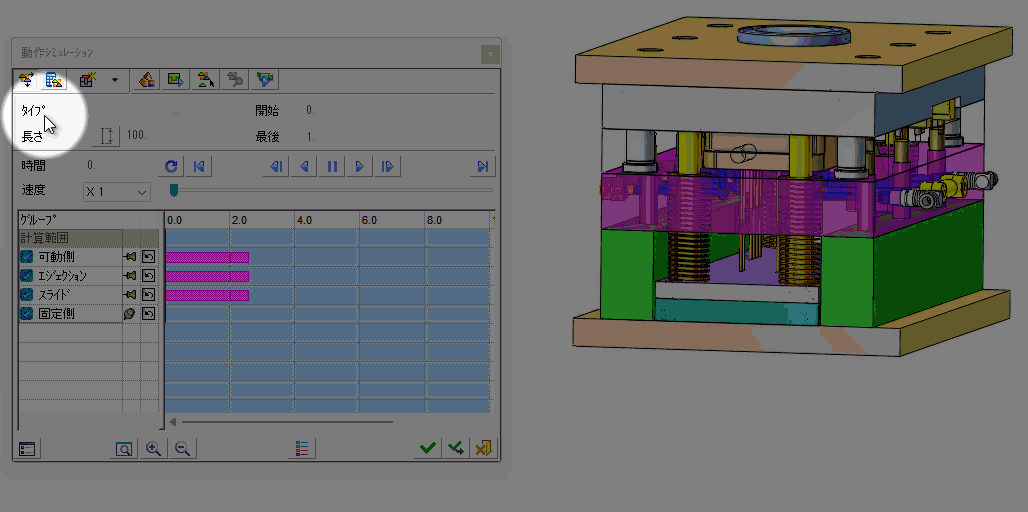 動作ｼﾐｭﾚｰｼｮﾝ
x
ﾀｲﾌﾟ 開始 0.
長さ 100. 最後 1.
時間 0.
速度 X 1
ｸﾞﾙｰﾌﾟ 0.0 2.0 4.0 6.0 8.0
計算範囲
可動側
ｴｼﾞｪｸｼｮﾝ
ｽﾗｲﾄﾞ
固定側